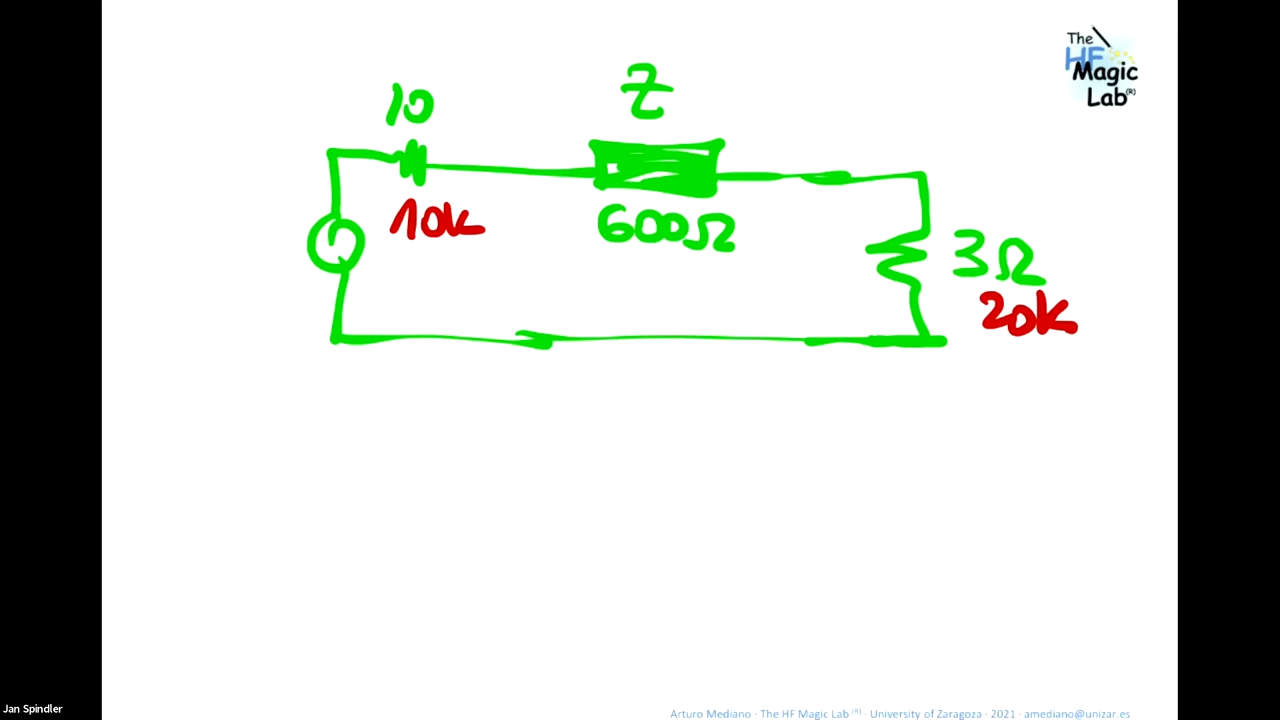 The
HF
Magic
Lab(R)
10
Z
10k
600Ω
3Ω
20k
Jan Spindler
Arturo Mediano · The HF Magic Lab (R) · University of Zaragoza · 2021 · amediano@unizar.es